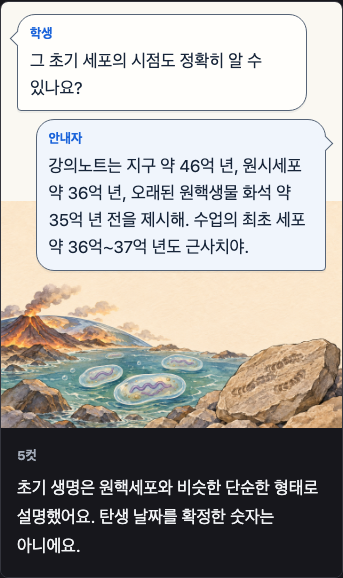 학생
그 초기 세포의 시점도 정확히 알 수
있나요?
안내자
강의노트는 지구 약 46억 년, 원시세포
약 36억 년, 오래된 원핵생물 화석 약
35억 년 전을 제시해. 수업의 최초 세포
약 36억~37억 년도 근사치야.
5컷
초기 생명은 원핵세포와 비슷한 단순한 형태로
설명했어요. 탄생 날짜를 확정한 숫자는
아니에요.